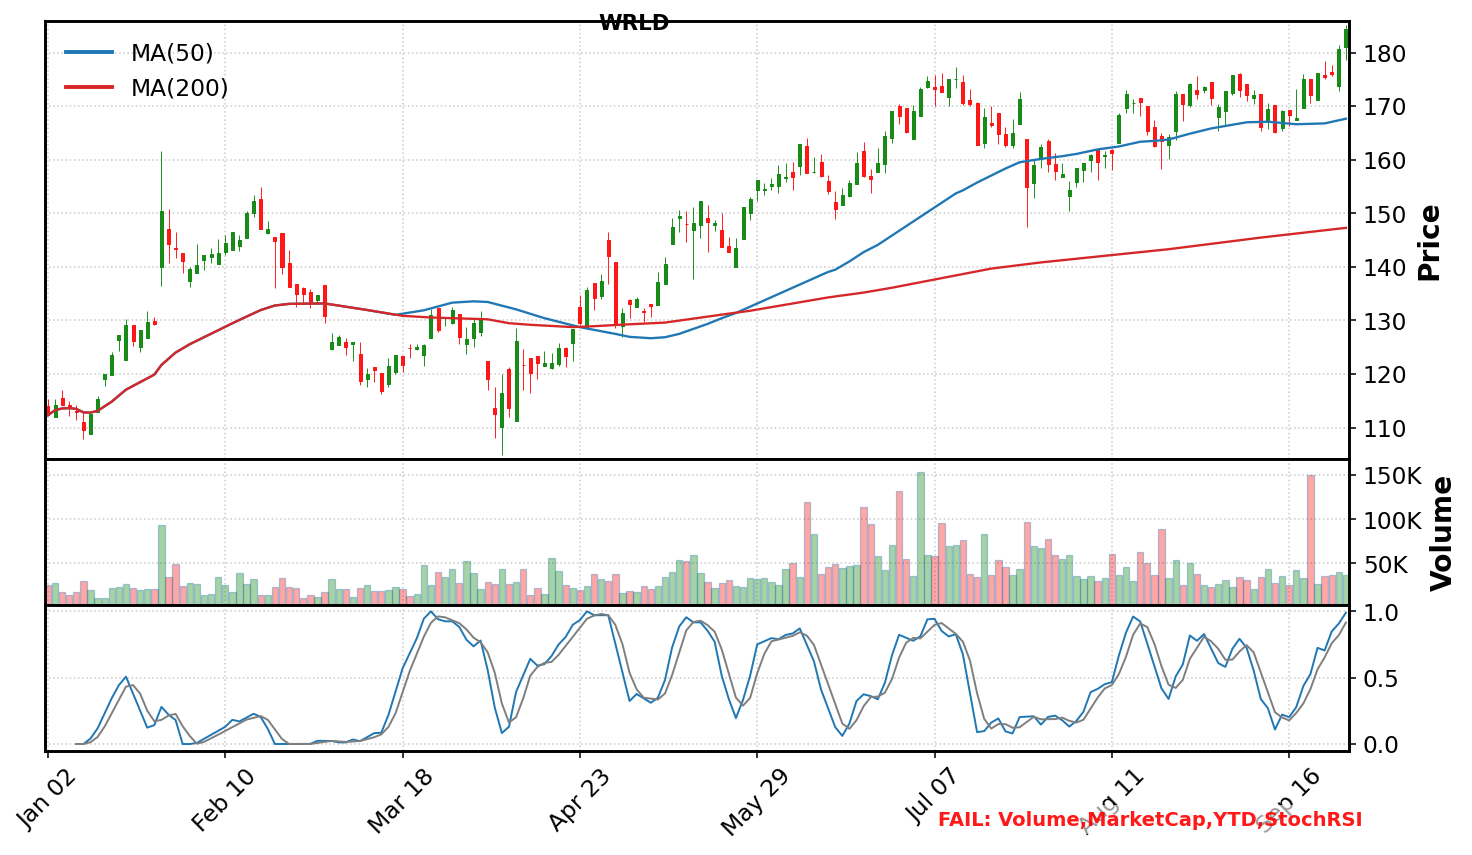 WRLD
MA(50)
MA(200)
180
170
160
150
140
130
120
110
Price
150K
100K
50K
Volume
1.0
0.5
0.0
Jan 02
Feb 10
Mar 18
Apr 23
May 29
Jul 07
Aug 11
Sep 16
FAIL: Volume,MarketCap,YTD,StochRSI